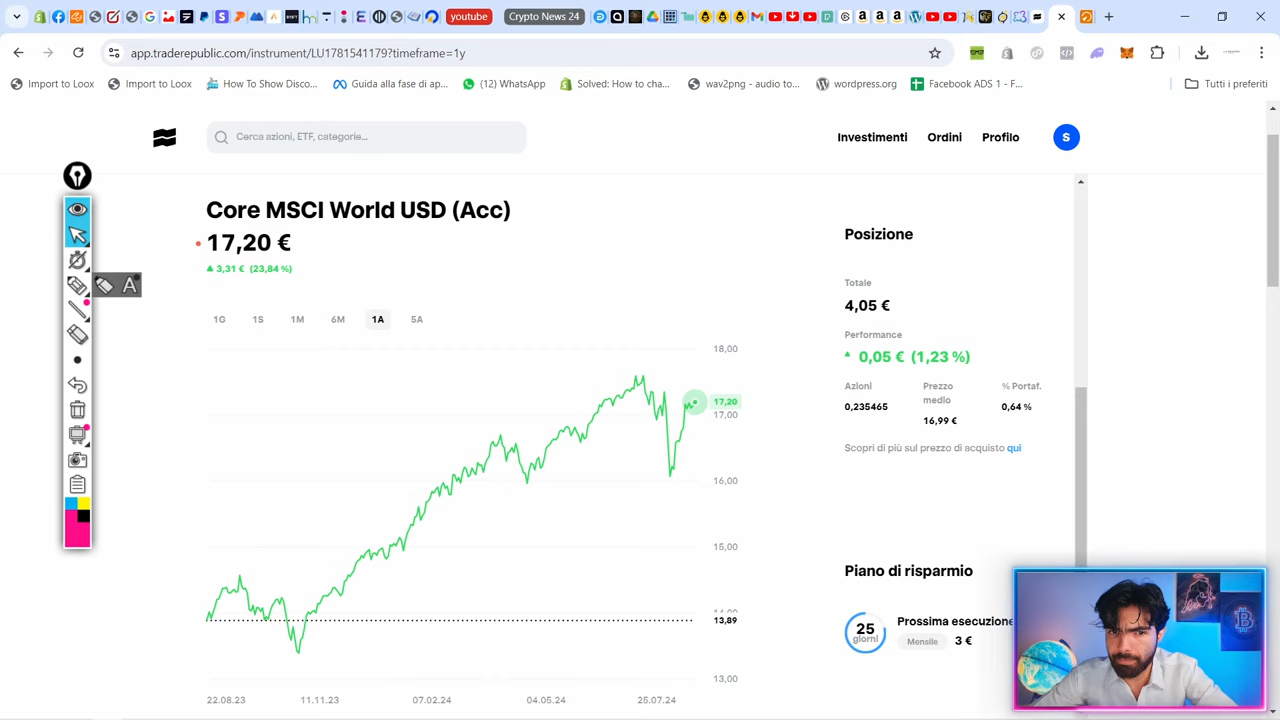 youtube
Crypto News 24
app.traderepublic.com/instrument/LU1781541179?timeframe=1y
Import to Loox
Import to Loox
How To Show Disco...
Guida alla fase di ap...
(12) WhatsApp
Solved: How to cha...
wav2png - audio to...
wordpress.org
Facebook ADS 1 - F...
Tutti i preferiti
Cerca azioni, ETF, categorie...
Investimenti
Ordini
Profilo
S
Core MSCI World USD (Acc)
17,20 €
3,31 € (23,84 %)
1G 1S 1M 6M 1A 5A
18,00
17,20
17,00
16,00
15,00
14,00
13,89
13,00
22.08.23 11.11.23 07.02.24 04.05.24 25.07.24
A
Posizione
Totale
4,05 €
Performance
0,05 € (1,23 %)
Azioni
0,235465
Prezzo
medio
16,99 €
% Portaf.
0,64 %
Scopri di più sul prezzo di acquisto qui
Piano di risparmio
25
giorni
Prossima esecuzione
Mensile 3 €